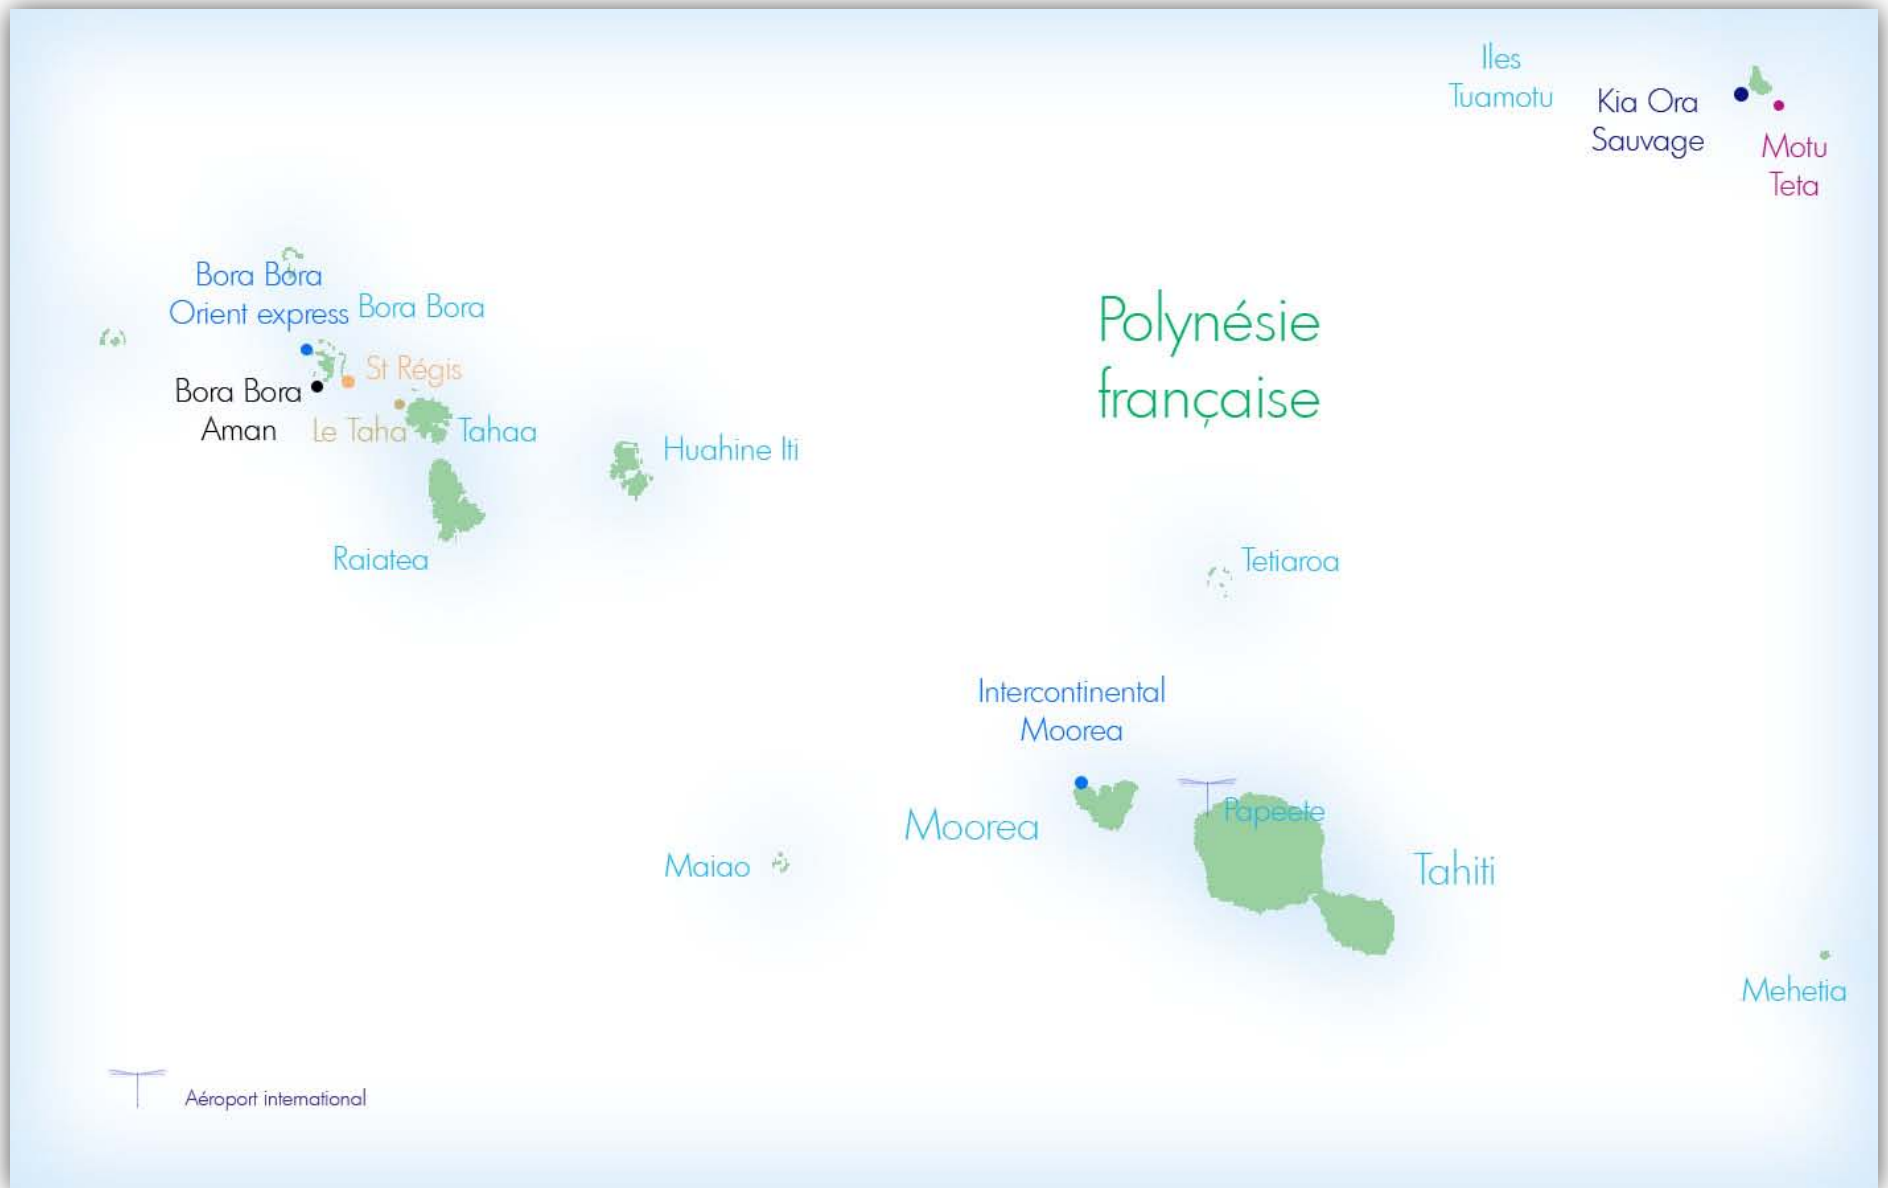 Iles
Tuamotu
Kia Ora
Sauvage
Motu
Teta
Bora Bora
Orient express
Bora Bora
St Régis
Bora Bora
Aman
Le Taha
Tahaa
Huahine Iti
Raiatea
Polynésie
française
Tetiaroa
Intercontinental
Moorea
Moorea
Papeete
Tahiti
Maiao
Mehetia
Aéroport international